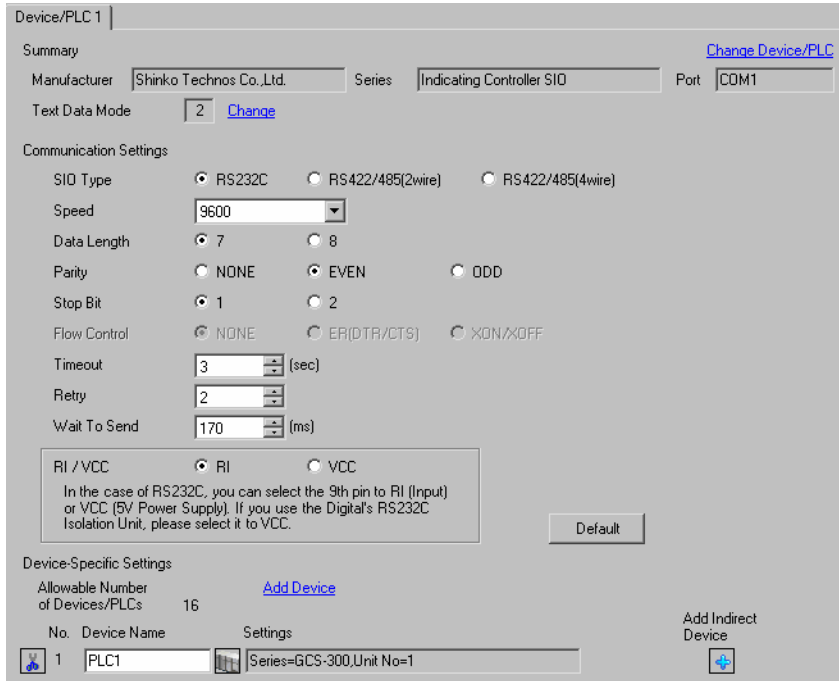 Device/PLC 1
Summary
Change Device/PLC
Manufacturer Shinko Technos Co.,Ltd. Series Indicating Controller SIO Port COM1
Text Data Mode 2 Change
Communication Settings
SIO Type RS232C RS422/485(2wire) RS422/485(4wire)
Speed 9600
Data Length 7 8
Parity NONE EVEN ODD
Stop Bit 1 2
Flow Control NONE ER(DTR/CTS) XON/XOFF
Timeout 3 (sec)
Retry 2
Wait To Send 170 (ms)
RI / VCC RI VCC
In the case of RS232C, you can select the 9th pin to RI (Input)
or VCC (5V Power Supply). If you use the Digital's RS232C
Isolation Unit, please select it to VCC.
Default
Device-Specific Settings
Allowable Number
of Devices/PLCs 16
Add Device
Add Indirect
Device
No. Device Name Settings
1 PLC1 Series=GCS-300,Unit No=1